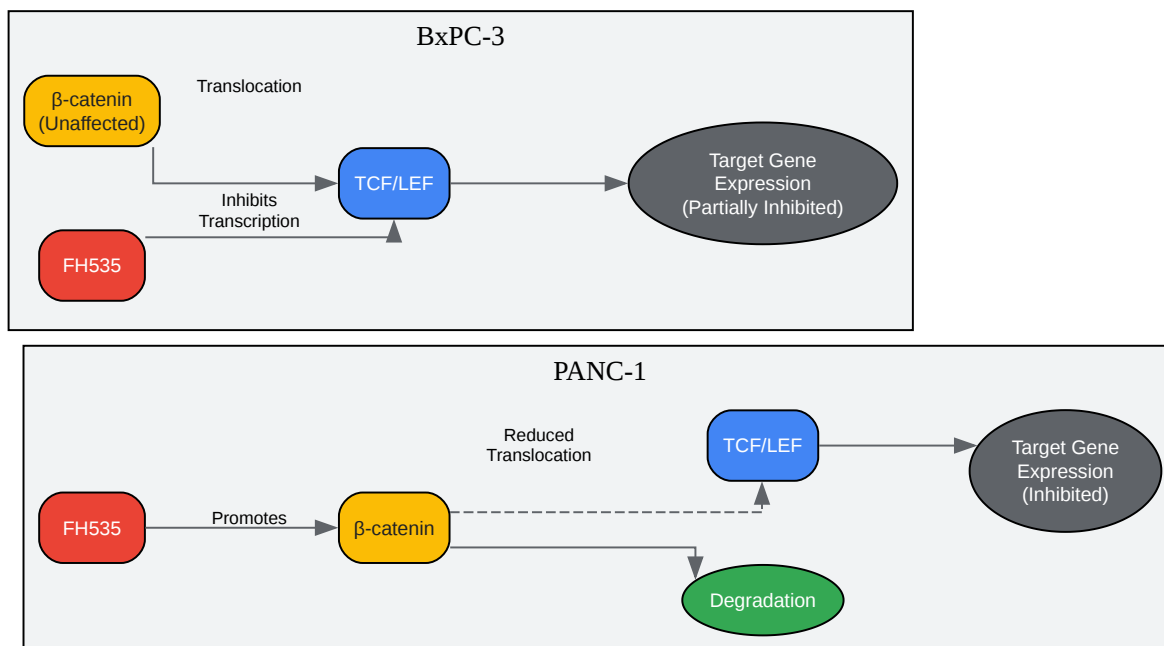 BxPC-3
Translocation
β-catenin
(Unaffected)
TCF/LEF
Target Gene
Expression
(Partially Inhibited)
Inhibits
Transcription
FH535
PANC-1
Reduced
Translocation
TCF/LEF
Target Gene
Expression
(Inhibited)
FH535
Promotes
β-catenin
Degradation